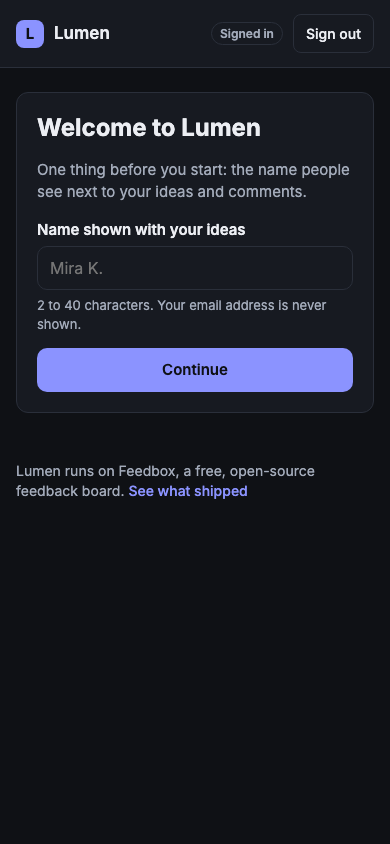 L
Lumen
Signed in
Sign out
Welcome to Lumen
One thing before you start: the name people
see next to your ideas and comments.
Name shown with your ideas
Mira K.
2 to 40 characters. Your email address is never
shown.
Continue
Lumen runs on Feedbox, a free, open-source
feedback board. See what shipped